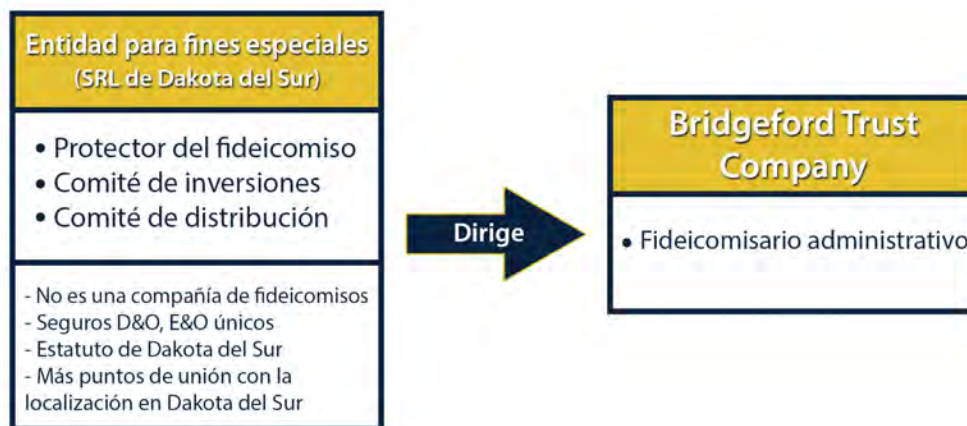 Entidad para fines especiales
(SRL de Dakota del Sur)
• Protector del fideicomiso
• Comité de inversiones
• Comité de distribución
- No es una compañía de fideicomisos
- Seguros D&O, E&O únicos
- Estatuto de Dakota del Sur
- Más puntos de unión con la
localización en Dakota del Sur
Dirige
Bridgeford Trust
Company
• Fideicomisario administrativo